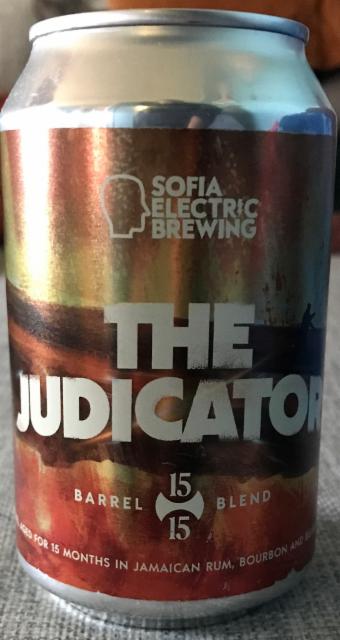 SOFIA
ELECTRIC
BREWING
THE
JUDICATOR
15
BARREL BLEND
15
AGED FOR 15 MONTHS IN JAMAICAN RUM, BOURBON AND